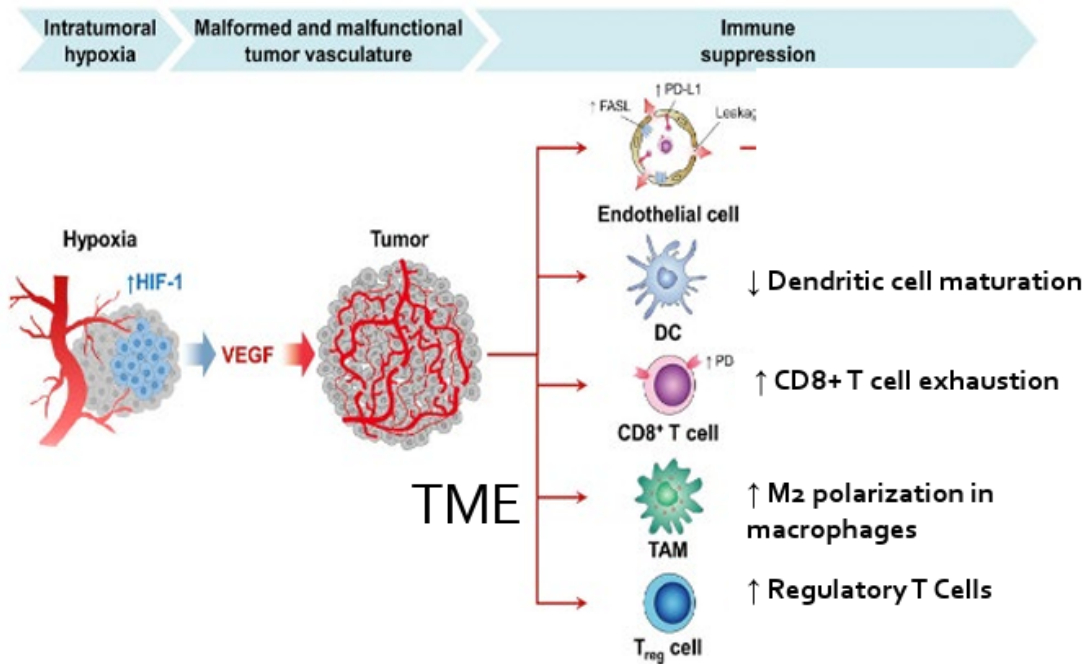 Intratumoral
hypoxia
Malformed and malfunctional
tumor vasculature
Immune
suppression
↑ PD-L1
↑ FASL
Leakag
Endothelial cell
Hypoxia
↑HIF-1
VEGF
Tumor
DC
↓ Dendritic cell maturation
↑ PD
CD8⁺ T cell
↑ CD8+ T cell exhaustion
TME
TAM
↑ M2 polarization in
macrophages
Treg cell
↑ Regulatory T Cells